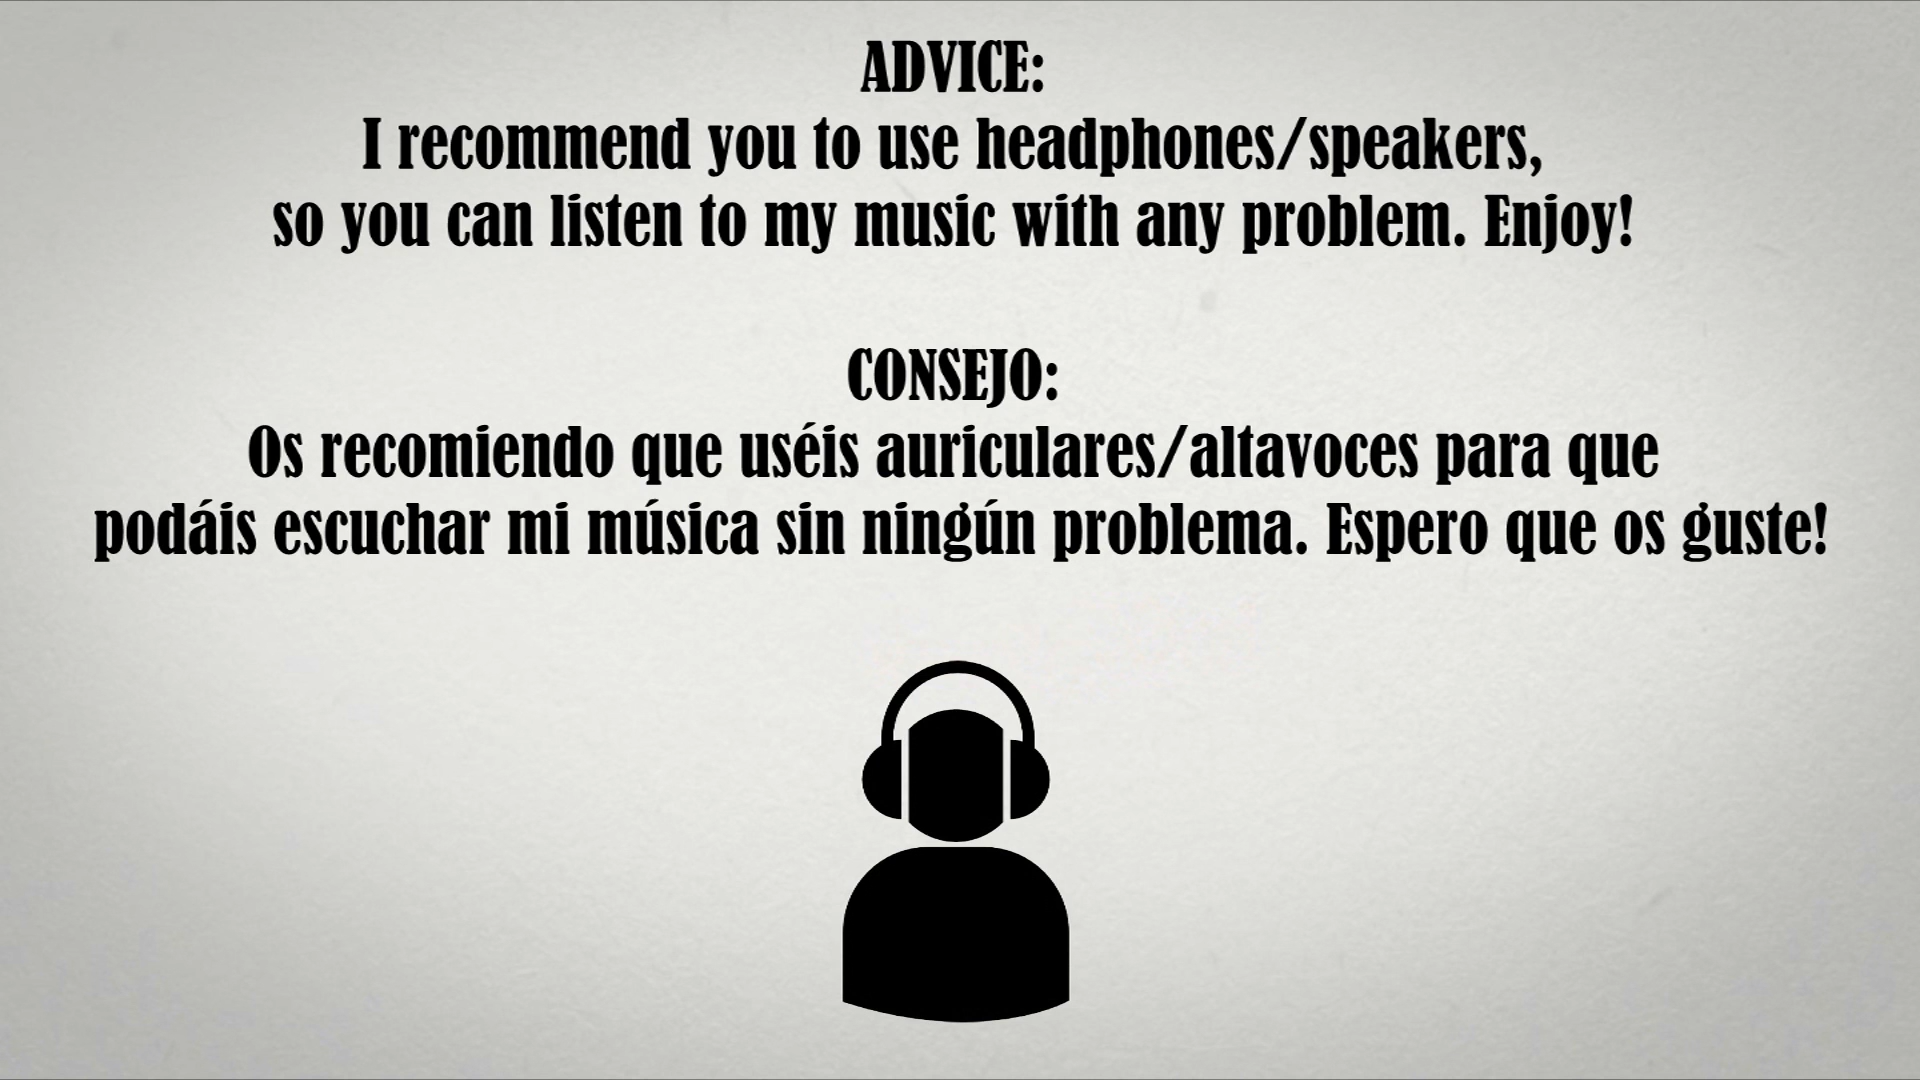 ADVICE:
I recommend you to use headphones/speakers,
so you can listen to my music with any problem. Enjoy!
CONSEJO:
Os recomiendo que uséis auriculares/altavoces para que
podáis escuchar mi música sin ningún problema. Espero que os guste!